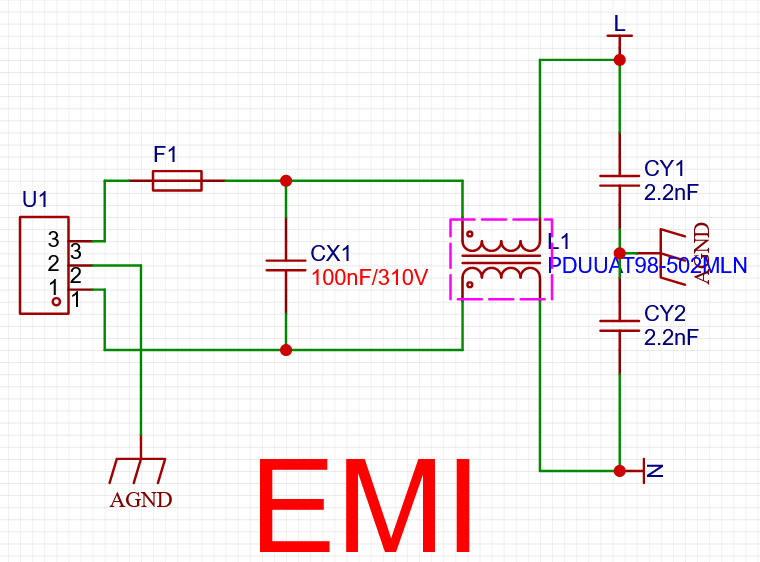 L
F1
CY1
2.2nF
U1
3
3
2
2
1
1
CX1
100nF/310V
L1
PDUUAT98-502MLN
AGND
CY2
2.2nF
N
AGND
EMI